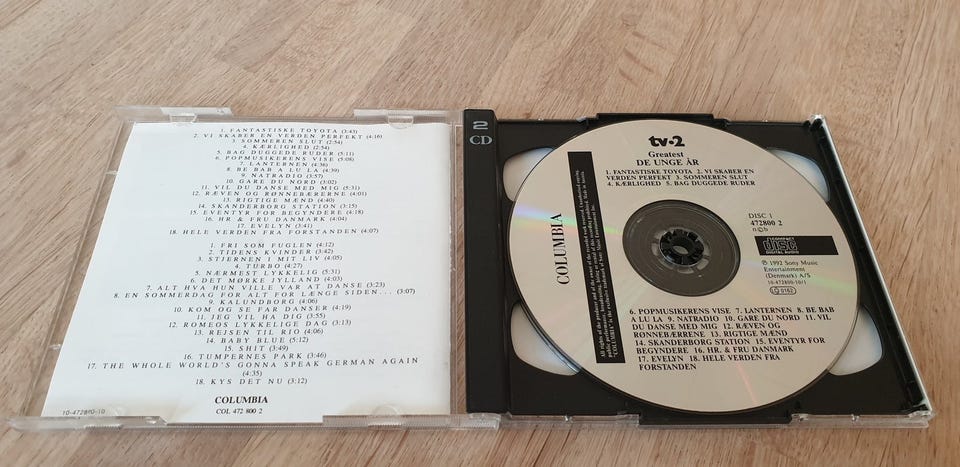 1. FANTASTISKE TOYOTA (3:43)
2. VI SKABER EN VERDEN PERFEKT (4:16)
3. SOMMEREN SLUT (2:54)
4. KÆRLIGHED (2:54)
5. BAG DUGGEDE RUDER (5:11)
6. POPMUSIKERENS VISE (5:08)
7. LANTERNEN (4:36)
8. BE BAB A LU LA (4:39)
9. NATRADIO (3:57)
10. GARE DU NORD (3:02)
11. VIL DU DANSE MED MIG (5:31)
12. RÆVEN OG RØNNEBÆRERNE (4:01)
13. RIGTIGE MÆND (4:40)
14. SKANDERBORG STATION (3:15)
15. EVENTYR FOR BEGYNDERE (4:18)
16. HR & FRU DANMARK (4:04)
17. EVELYN (3:41)
18. HELE VERDEN FRA FORSTANDEN (4:07)
1. FRI SOM FUGLEN (4:12)
2. TIDENS KVINDER (3:42)
3. STJERNEN I MIT LIV (4:05)
4. TURBO (4:27)
5. NÆRMEST LYKKELIG (5:31)
6. DET MØRKE JYLLAND (4:03)
7. ALT HVA HUN VILLE VAR AT DANSE (3:23)
8. EN SOMMERDAG FOR ALT FOR LÆNGE SIDEN... (3:07)
9. KALUNDBORG (4:06)
10. KOM OG SE FAR DANSER (4:19)
11. JEG VIL HA DIG (3:55)
12. ROMEOS LYKKELIGE DAG (3:13)
13. REJSEN TIL RIO (4:06)
14. BABY BLUE (5:12)
15. SHIT (3:49)
16. TUMPERNES PARK (3:46)
17. THE WHOLE WORLD'S GONNA SPEAK GERMAN AGAIN
(4:35)
18. KYS DET NU (3:12)
COLUMBIA
COL 472 800 2
10-472800-10
2
CD
tv·2
Greatest
DE UNGE ÅR
1. FANTASTISKE TOYOTA 2. VI SKABER EN
VERDEN PERFEKT 3. SOMMEREN SLUT
4. KÆRLIGHED 5. BAG DUGGEDE RUDER
COLUMBIA
DISC 1
472800 2
n©b
COMPACT
disc
DIGITAL AUDIO
℗ 1992 Sony Music
Entertainment
(Denmark) A/S
10-472800-10/1
LC 0162
6. POPMUSIKERENS VISE 7. LANTERNEN 8. BE BAB
A LU LA 9. NATRADIO 10. GARE DU NORD 11. VIL
DU DANSE MED MIG 12. RÆVEN OG
RØNNEBÆRRERNE 13. RIGTIGE MÆND
14. SKANDERBORG STATION 15. EVENTYR FOR
BEGYNDERE 16. HR. & FRU DANMARK
17. EVELYN 18. HELE VERDEN FRA
FORSTANDEN